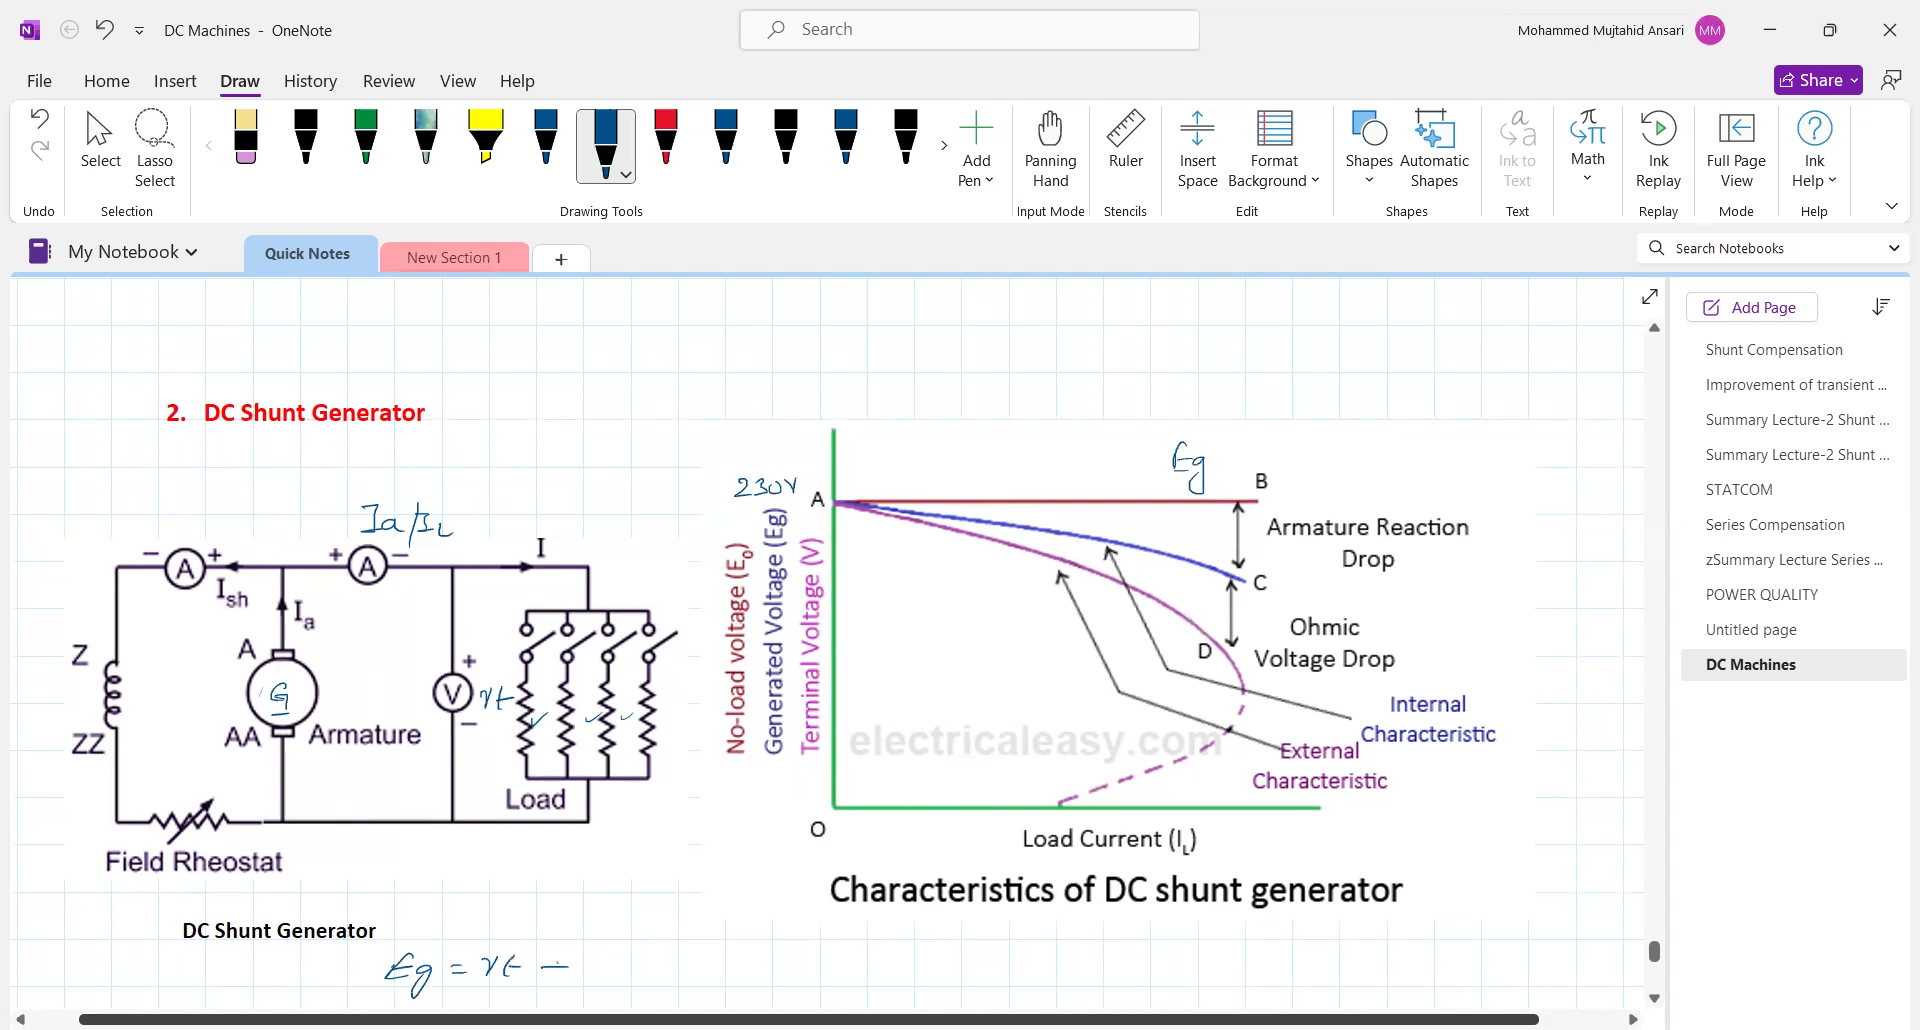 DC Machines - OneNote
Search
Mohammed Mujtahid Ansari
MM
File Home Insert Draw History Review View Help
Share
Select
Lasso Select
Add Pen
Panning Hand
Ruler
Insert Space
Format Background
Shapes
Automatic Shapes
Ink to Text
Math
Ink Replay
Full Page View
Ink Help
Undo
Selection
Drawing Tools
Input Mode
Stencils
Edit
Shapes
Text
Replay
Mode
Help
My Notebook
Quick Notes
New Section 1
+
Search Notebooks
Add Page
Shunt Compensation
Improvement of transient ...
Summary Lecture-2 Shunt ...
Summary Lecture-2 Shunt ...
STATCOM
Series Compensation
zSummary Lecture Series ...
POWER QUALITY
Untitled page
DC Machines
2. DC Shunt Generator
Ia/IL
- A +
+ A -
I
Ish
Ia
Z
A
G
ZZ
AA
Armature
+
V
-
Vt
Load
Field Rheostat
DC Shunt Generator
Eg = Vt -
230V
Eg
A
B
No-load voltage (E0)
Generated Voltage (Eg)
Terminal Voltage (V)
Armature Reaction
Drop
C
Ohmic
Voltage Drop
D
Internal
Characteristic
External
Characteristic
electricaleasy.com
O
Load Current (IL)
Characteristics of DC shunt generator